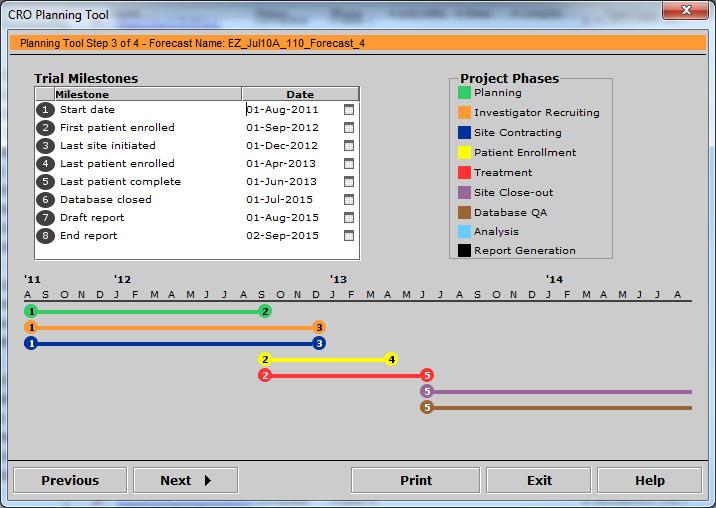 CRO Planning Tool
Planning Tool Step 3 of 4 - Forecast Name: EZ_Jul10A_110_Forecast_4
Trial Milestones
Milestone Date
1 Start date 01-Aug-2011
2 First patient enrolled 01-Sep-2012
3 Last site initiated 01-Dec-2012
4 Last patient enrolled 01-Apr-2013
5 Last patient complete 01-Jun-2013
6 Database closed 01-Jul-2015
7 Draft report 01-Aug-2015
8 End report 02-Sep-2015
Project Phases
Planning
Investigator Recruiting
Site Contracting
Patient Enrollment
Treatment
Site Close-out
Database QA
Analysis
Report Generation
'11 '12 '13 '14
A S O N D J F M A M J J A S O N D J F M A M J J A S O N D J F M A M J J A
1 2
1 3
1 3
2 4
2 5
5
5
Previous Next Print Exit Help